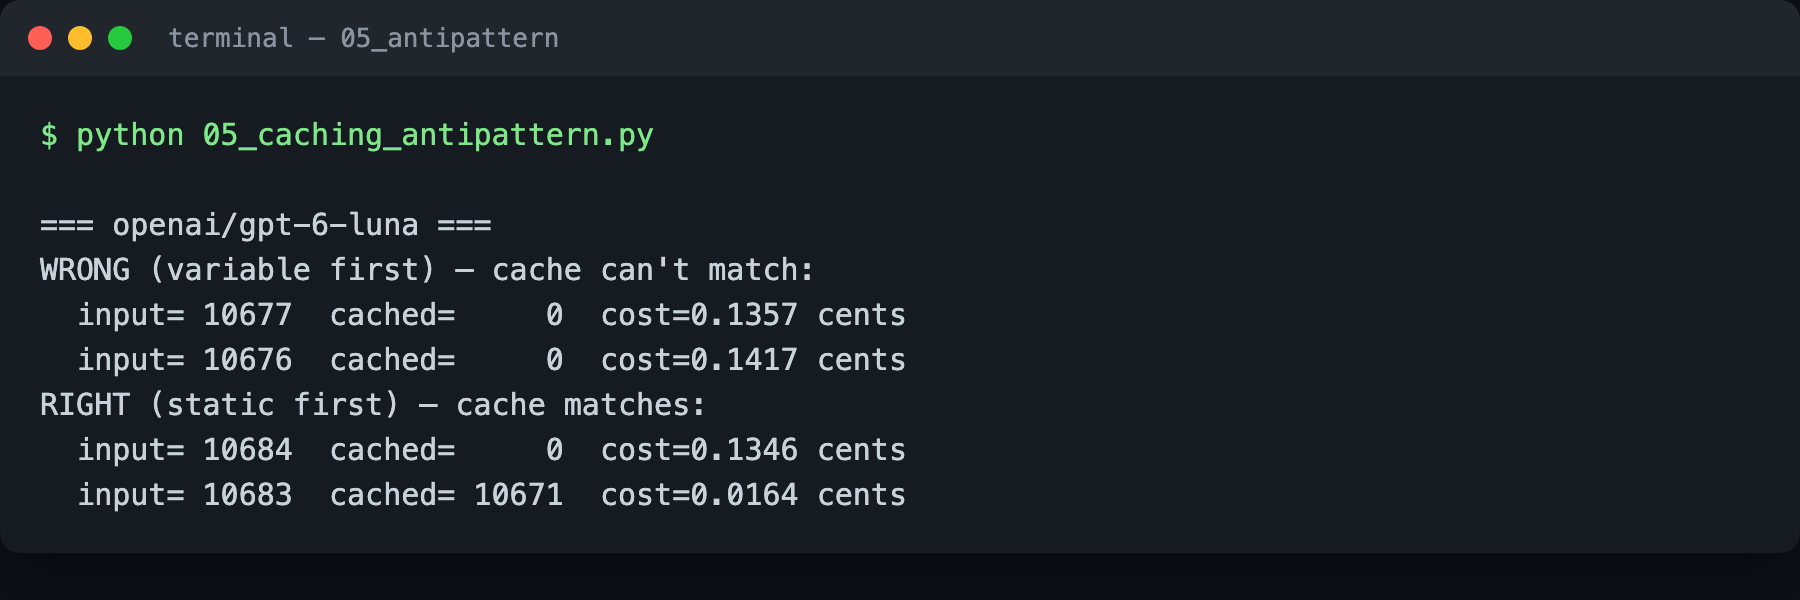 terminal — 05_antipattern
$ python 05_caching_antipattern.py
=== openai/gpt-6-luna ===
WRONG (variable first) — cache can't match:
  input= 10677  cached=     0  cost=0.1357 cents
  input= 10676  cached=     0  cost=0.1417 cents
RIGHT (static first) — cache matches:
  input= 10684  cached=     0  cost=0.1346 cents
  input= 10683  cached= 10671  cost=0.0164 cents